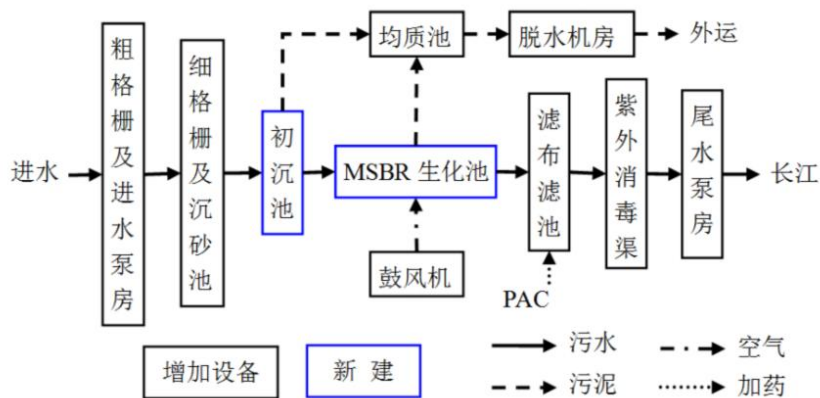 均质池
脱水机房
外运
进水
粗格栅及进水泵房
细格栅及沉砂池
初沉池
MSBR 生化池
滤布滤池
紫外消毒渠
尾水泵房
长江
鼓风机
PAC
增加设备
新 建
污水
空气
污泥
加药